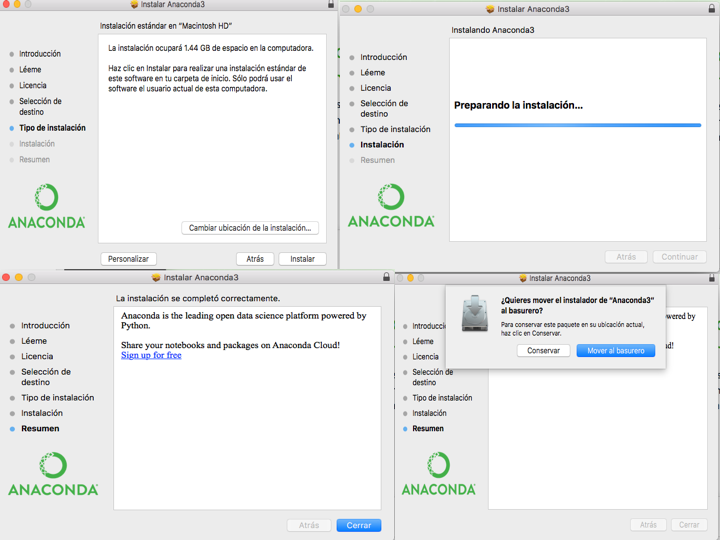 Instalar Anaconda3
Instalación estándar en "Macintosh HD"
Introducción
Léeme
Licencia
Selección de
destino
Tipo de instalación
Instalación
Resumen
ANACONDA
La instalación ocupará 1.44 GB de espacio en la computadora.
Haz clic en Instalar para realizar una instalación estándar de
este software en tu carpeta de inicio. Sólo podrá usar el
software el usuario actual de esta computadora.
Cambiar ubicación de la instalación...
Personalizar
Atrás
Instalar
Instalar Anaconda3
Instalando Anaconda3
Introducción
Léeme
Licencia
Selección de
destino
Tipo de instalación
Instalación
Resumen
ANACONDA
Preparando la instalación...
Atrás
Continuar
Instalar Anaconda3
La instalación se completó correctamente.
Introducción
Léeme
Licencia
Selección de
destino
Tipo de instalación
Instalación
Resumen
ANACONDA
Anaconda is the leading open data science platform powered by
Python.
Share your notebooks and packages on Anaconda Cloud!
Sign up for free
Atrás
Cerrar
Instalar Anaconda3
¿Quieres mover el instalador de "Anaconda3"
al basurero?
Para conservar este paquete en su ubicación actual,
haz clic en Conservar.
Conservar
Mover al basurero
powered by
Léeme
Licencia
Selección de
destino
Tipo de instalación
Instalación
Resumen
ANACONDA
Atrás
Cerrar